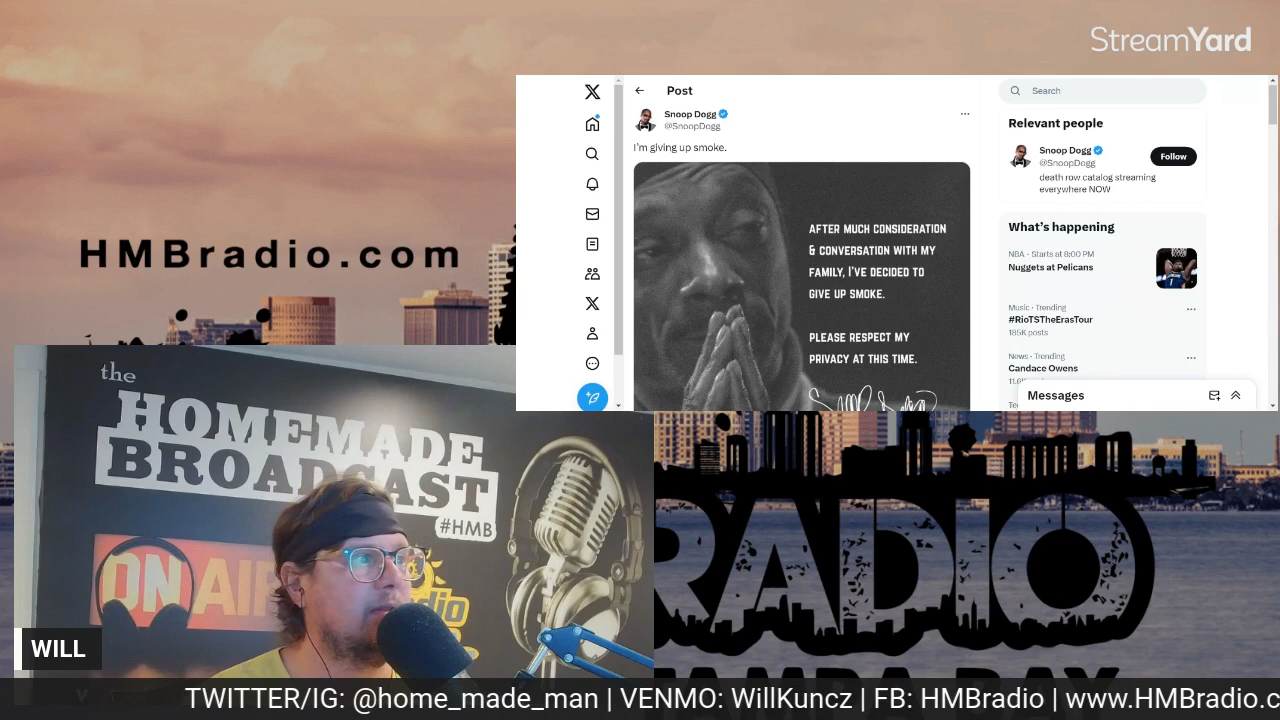 StreamYard
HMBradio.com
Post
Snoop Dogg
@SnoopDogg
I'm giving up smoke.
AFTER MUCH CONSIDERATION
& CONVERSATION WITH MY
FAMILY, I'VE DECIDED TO
GIVE UP SMOKE.
PLEASE RESPECT MY
PRIVACY AT THIS TIME.
Search
Relevant people
Snoop Dogg
@SnoopDogg
Follow
death row catalog streaming
everywhere NOW
What's happening
NBA · Starts at 8:00 PM
Nuggets at Pelicans
Music · Trending
#RioTSTheErasTour
185K posts
News · Trending
Candace Owens
Messages
the
HOMEMADE
BROADCAST
#HMB
ON AIR
WILL
RADIO
TAMPA BAY
TWITTER/IG: @home_made_man | VENMO: WillKuncz | FB: HMBradio | www.HMBradio.c